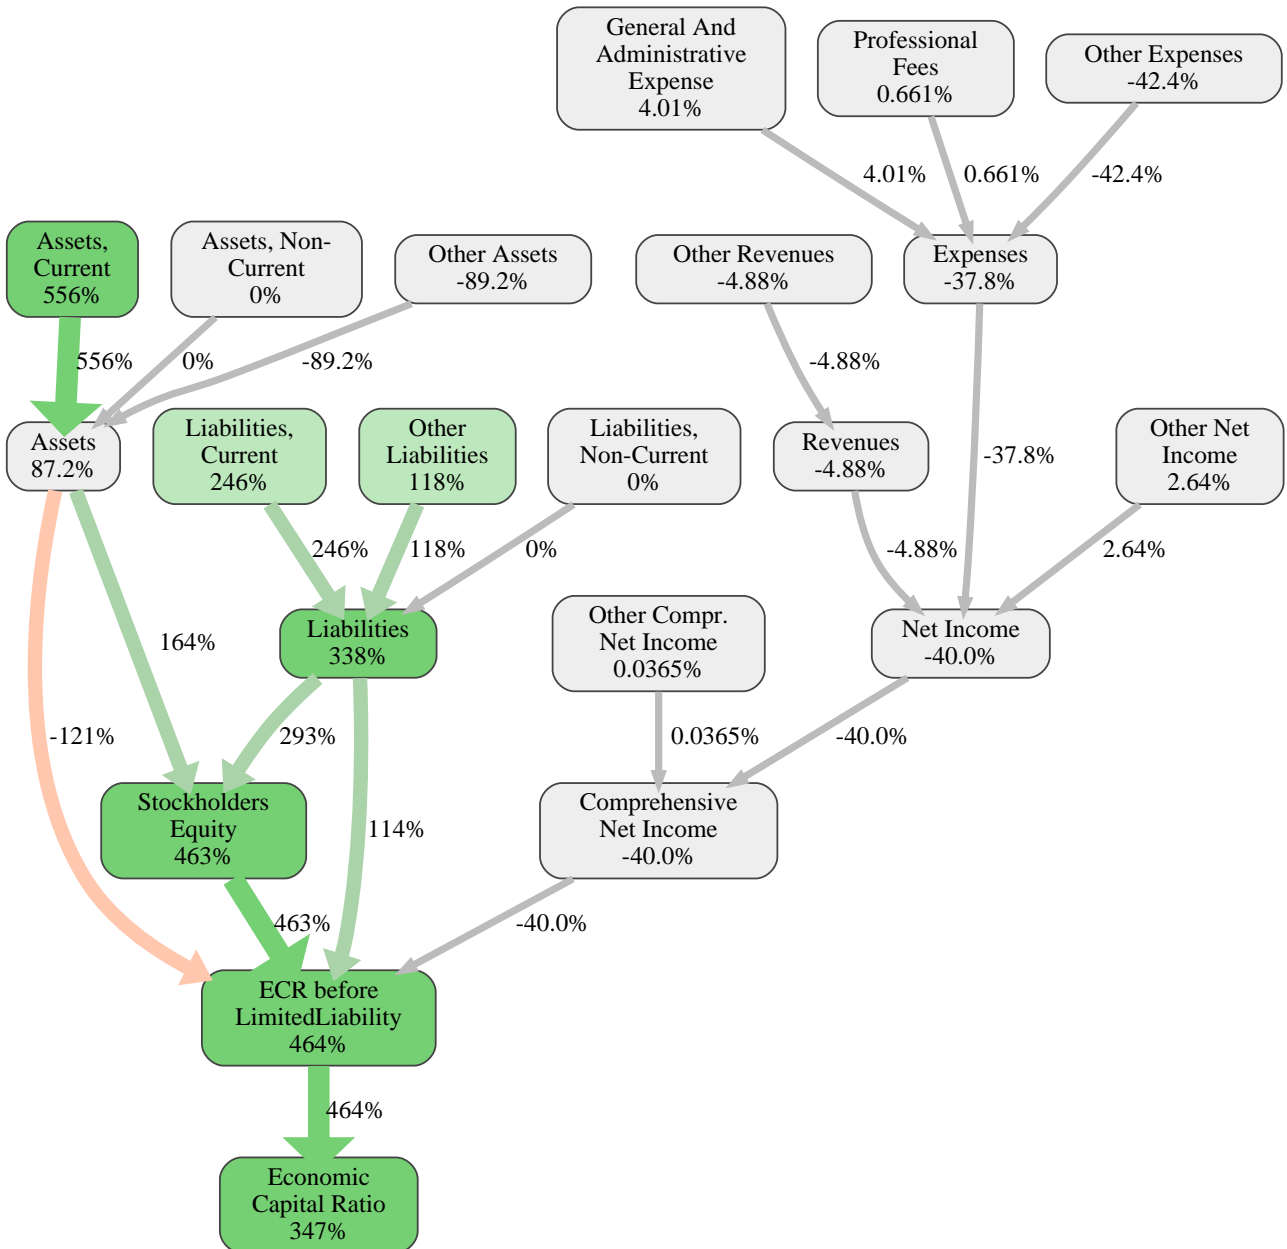 General And
Administrative
Expense
4.01%
Professional
Fees
0.661%
Other Expenses
-42.4%
4.01%
0.661%
-42.4%
Assets,
Current
556%
Assets, Non-
Current
0%
Other Assets
-89.2%
Other Revenues
-4.88%
Expenses
-37.8%
556%
0%
-89.2%
-4.88%
Assets
87.2%
Liabilities,
Current
246%
Other
Liabilities
118%
Liabilities,
Non-Current
0%
Revenues
-4.88%
-37.8%
Other Net
Income
2.64%
246%
118%
0%
-4.88%
2.64%
164%
Liabilities
338%
Other Compr.
Net Income
0.0365%
Net Income
-40.0%
-121%
293%
0.0365%
-40.0%
Stockholders
Equity
463%
114%
Comprehensive
Net Income
-40.0%
463%
-40.0%
ECR before
LimitedLiability
464%
464%
Economic
Capital Ratio
347%